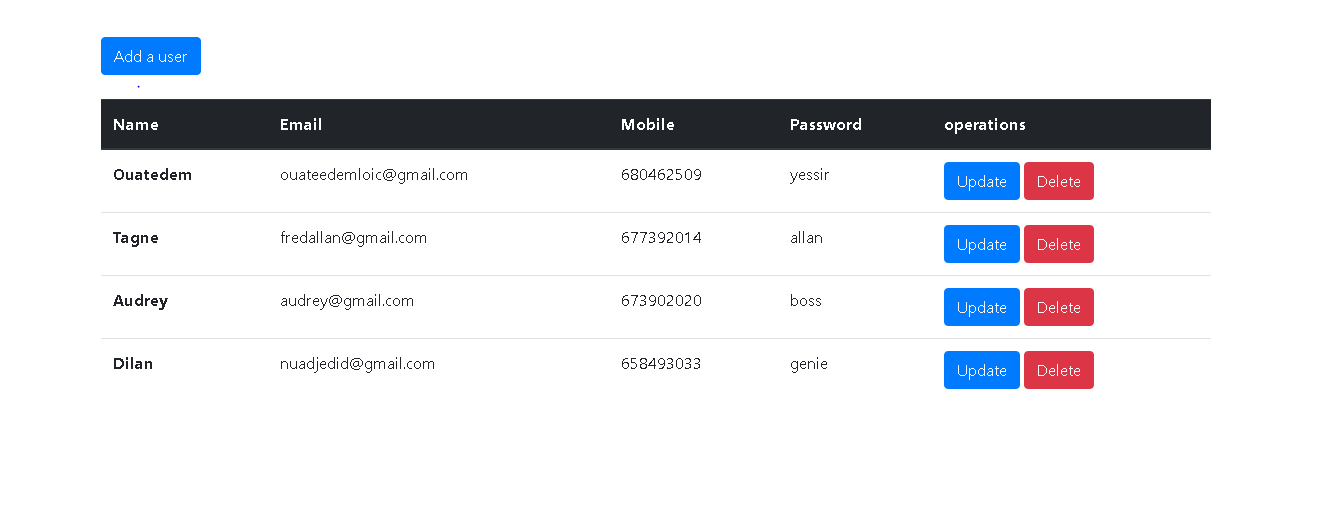 Add a user
Name Email Mobile Password operations
Ouatedem ouateedemloic@gmail.com 680462509 yessir Update Delete
Tagne fredallan@gmail.com 677392014 allan Update Delete
Audrey audrey@gmail.com 673902020 boss Update Delete
Dilan nuadjedid@gmail.com 658493033 genie Update Delete